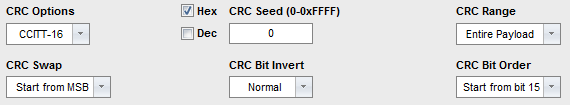 CRC Options
Hex
CRC Seed (0-0xFFFF)
CRC Range
CCITT-16
Dec
0
Entire Payload
CRC Swap
CRC Bit Invert
CRC Bit Order
Start from MSB
Normal
Start from bit 15